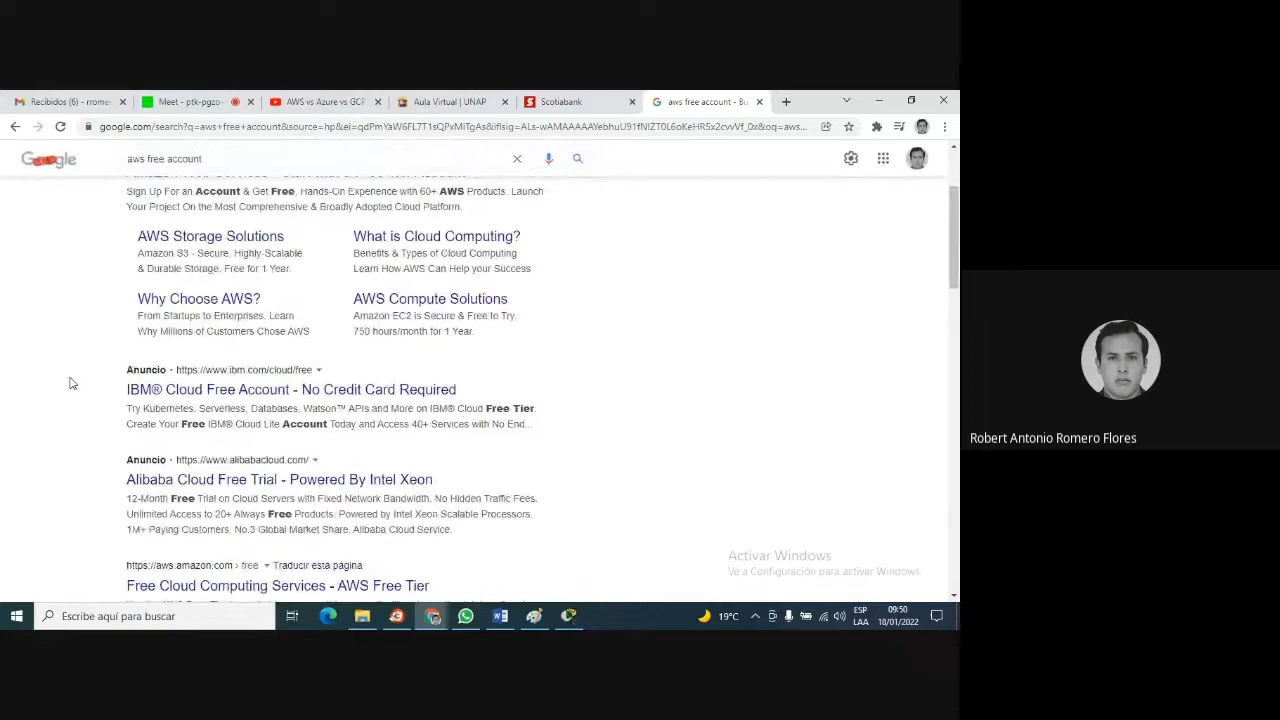 Recibidos (6) - rrome
Meet - ptk-pgzo-
AWS vs Azure vs GCP
Aula Virtual | UNAP
Scotiabank
aws free account - Bu
google.com/search?q=aws+free+account&source=hp&ei=qdPmYaW6FL7T1sQPxMiTgAs&iflsig=ALs-wAMAAAAAYebhuU91fNIZT0L6oKeHR5x2cvvVf_0x&oq=aws...
Google
aws free account
Sign Up For an Account & Get Free, Hands-On Experience with 60+ AWS Products. Launch
Your Project On the Most Comprehensive & Broadly Adopted Cloud Platform.
AWS Storage Solutions
Amazon S3 - Secure, Highly-Scalable
& Durable Storage. Free for 1 Year.
What is Cloud Computing?
Benefits & Types of Cloud Computing
Learn How AWS Can Help your Success
Why Choose AWS?
From Startups to Enterprises. Learn
Why Millions of Customers Chose AWS
AWS Compute Solutions
Amazon EC2 is Secure & Free to Try.
750 hours/month for 1 Year.
Anuncio · https://www.ibm.com/cloud/free
IBM® Cloud Free Account - No Credit Card Required
Try Kubernetes, Serverless, Databases, Watson™ APIs and More on IBM® Cloud Free Tier.
Create Your Free IBM® Cloud Lite Account Today and Access 40+ Services with No End...
Anuncio · https://www.alibabacloud.com/
Alibaba Cloud Free Trial - Powered By Intel Xeon
12-Month Free Trial on Cloud Servers with Fixed Network Bandwidth. No Hidden Traffic Fees.
Unlimited Access to 20+ Always Free Products. Powered by Intel Xeon Scalable Processors.
1M+ Paying Customers, No.3 Global Market Share. Alibaba Cloud Service.
https://aws.amazon.com › free Traducir esta página
Free Cloud Computing Services - AWS Free Tier
Activar Windows
Ve a Configuración para activar Windows.
Escribe aquí para buscar
19°C
ESP
LAA
09:50
18/01/2022
Robert Antonio Romero Flores